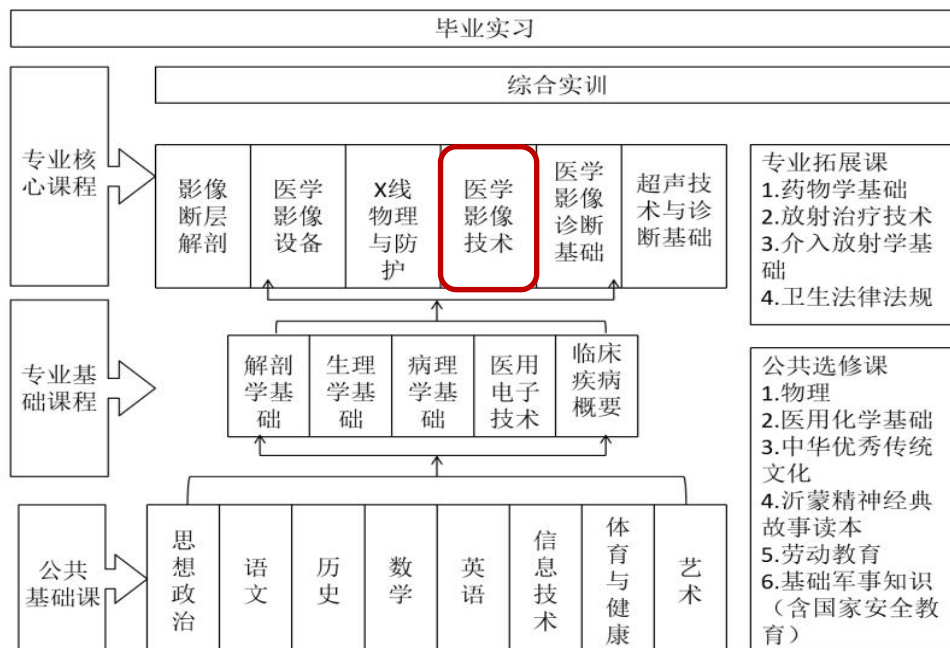 毕业实习
综合实训
专业核
心课程
影像
断层
解剖
医学
影像
设备
X线
物理
与防
护
医学
影像
技术
医学
影像
诊断
基础
超声技
术与诊
断基础
专业拓展课
1.药物学基础
2.放射治疗技术
3.介入放射学基
础
4.卫生法律法规
专业基
础课程
解剖
学基
础
生理
学基
础
病理
学基
础
医用
电子
技术
临床
疾病
概要
公共选修课
1.物理
2.医用化学基础
3.中华优秀传统
文化
4.沂蒙精神经典
故事读本
5.劳动教育
6.基础军事知识
（含国家安全教
育）
公共
基础课
思
想
政
治
语
文
历
史
数
学
英
语
信
息
技
术
体
育
与
健
康
艺
术